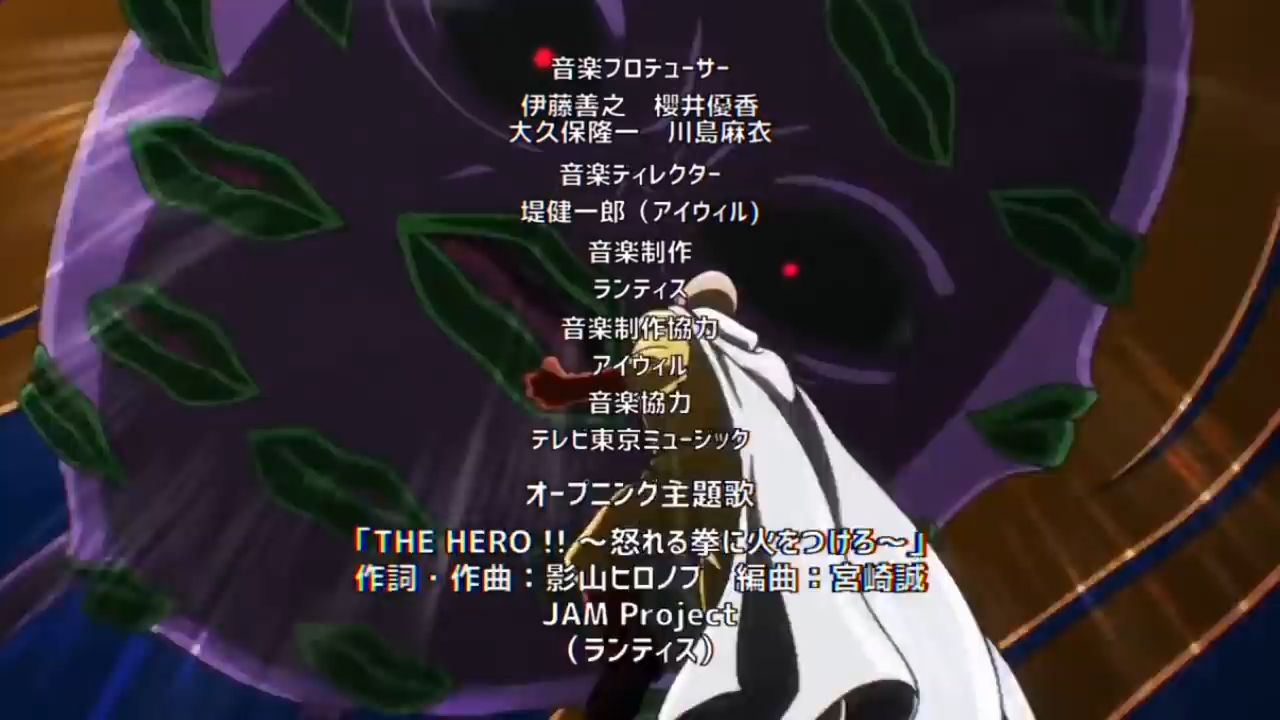 音楽プロデューサー
伊藤善之　櫻井優香
大久保隆一　川島麻衣
音楽ディレクター
堤健一郎（アイウィル）
音楽制作
ランティス
音楽制作協力
アイウィル
音楽協力
テレビ東京ミュージック
オープニング主題歌
「THE HERO !! ～怒れる拳に火をつけろ～」
作詞・作曲：影山ヒロノブ　編曲：宮崎誠
JAM Project
（ランティス）